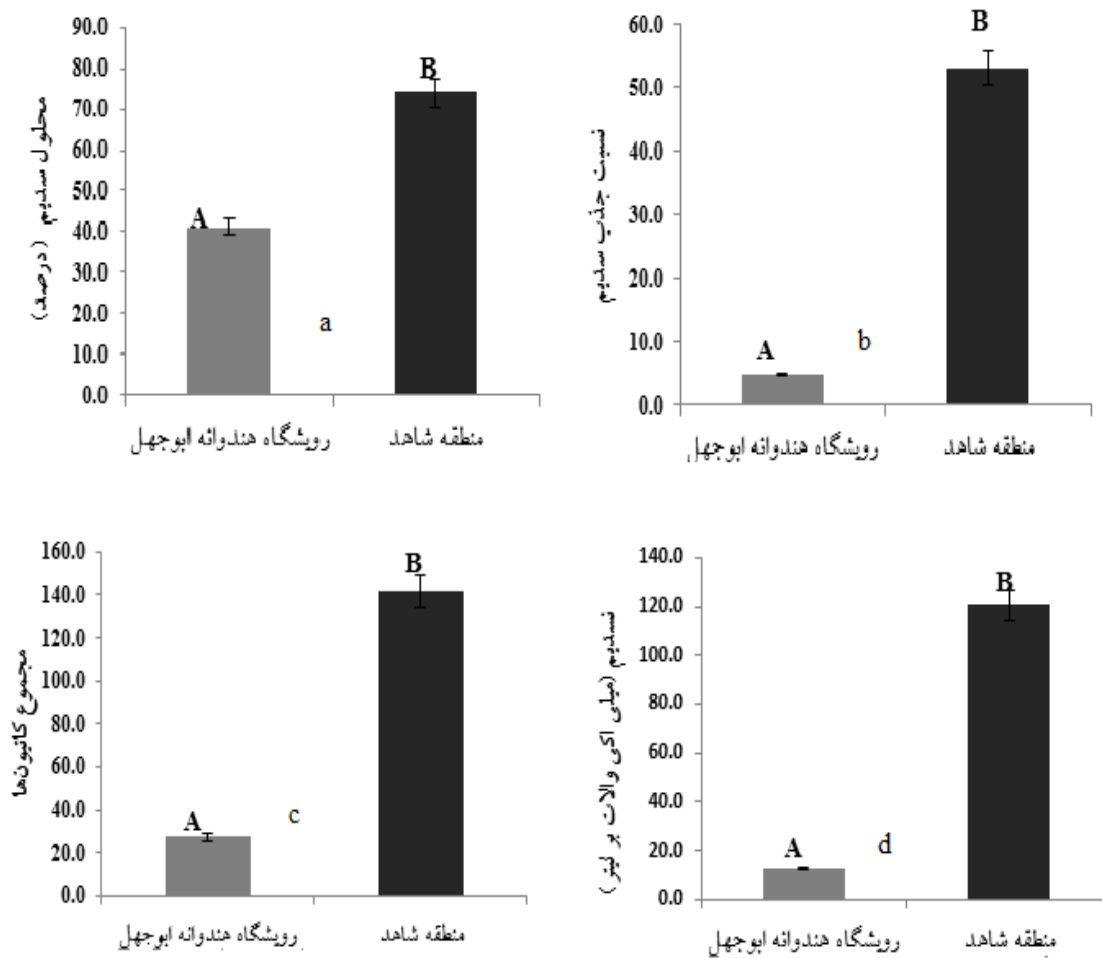 محلول سدیم (درصد)
90.0
80.0
70.0
60.0
50.0
40.0
30.0
20.0
10.0
0.0
A
B
a
رویشگاه هندوانه ابوجهل
منطقه شاهد
نسبت جذب سدیم
60.0
50.0
40.0
30.0
20.0
10.0
0.0
A
B
b
رویشگاه هندوانه ابوجهل
منطقه شاهد
مجموع کاتیون‌ها
160.0
140.0
120.0
100.0
80.0
60.0
40.0
20.0
0.0
A
B
c
رویشگاه هندوانه ابوجهل
منطقه شاهد
نسدیم (میلی اکی والات بر لیتر)
140.0
120.0
100.0
80.0
60.0
40.0
20.0
0.0
A
B
d
رویشگاه هندوانه ابوجهل
منطقه شاهد